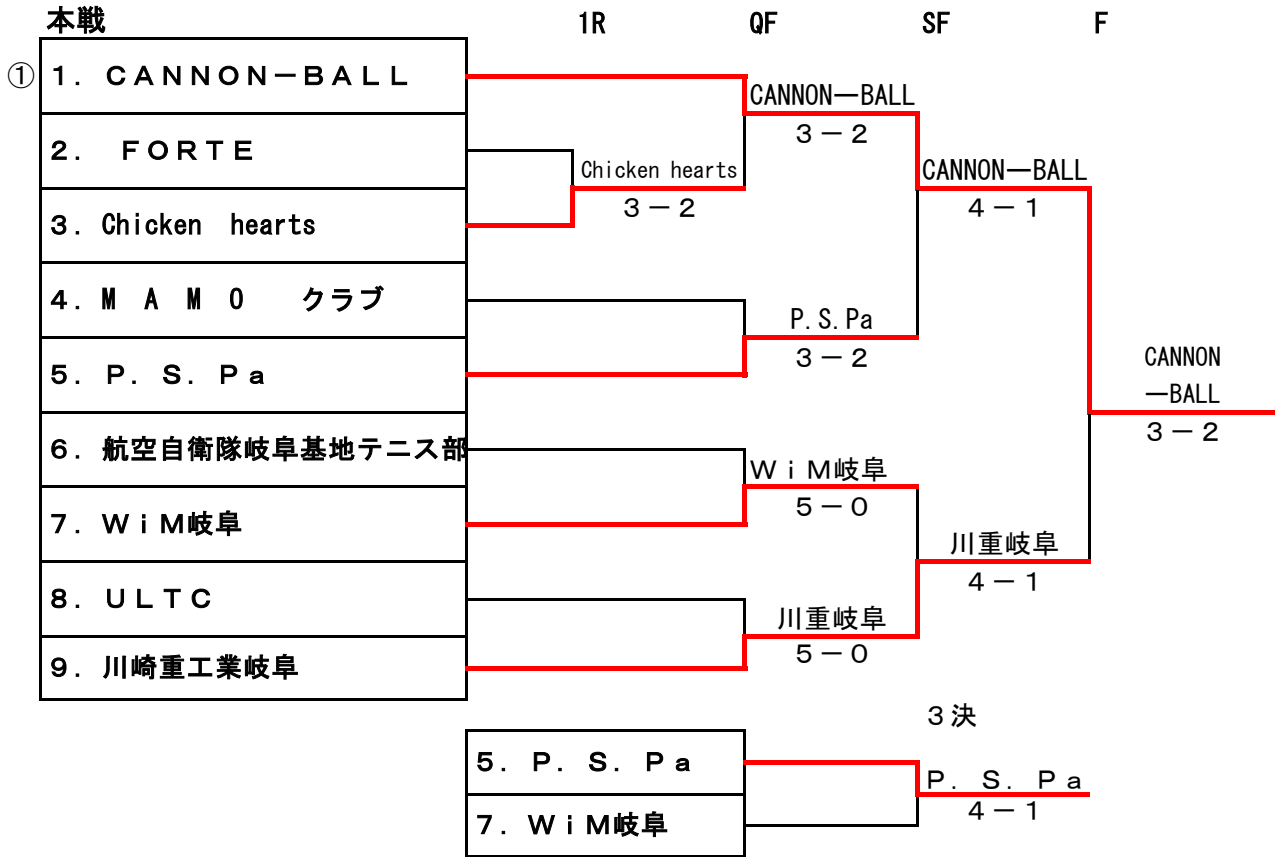 本戦 1R QF SF F
① 1. CANNON－BALL
CANNON―BALL
3－2
2. FORTE
Chicken hearts
3－2
CANNON―BALL
4－1
3. Chicken hearts
4. MAMO クラブ
P.S.Pa
3－2
5. P. S. Pa
CANNON
―BALL
3－2
6. 航空自衛隊岐阜基地テニス部
WiM岐阜
5－0
7. WiM岐阜
川重岐阜
4－1
8. ULTC
川重岐阜
5－0
9. 川崎重工業岐阜
3決
5. P. S. Pa
P. S. Pa
4－1
7. WiM岐阜